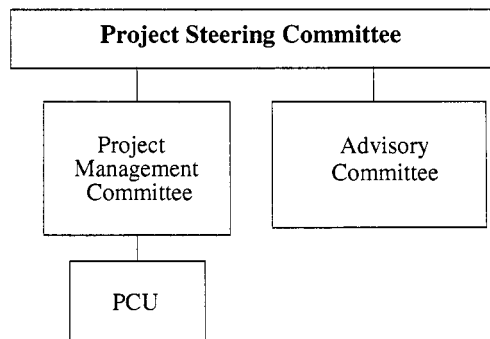 Project Steering Committee
Project
Management
Committee
Advisory
Committee
PCU